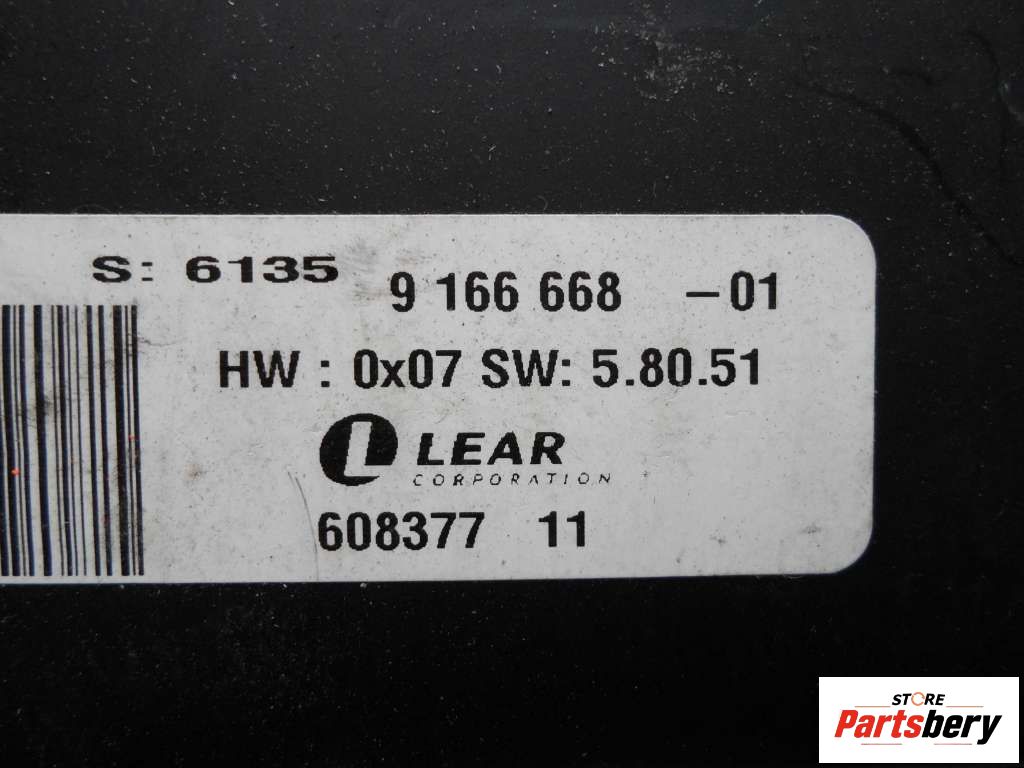 S: 6135
9 166 668 –01
HW : 0x07 SW: 5.80.51
LEAR
CORPORATION
608377 11
STORE
Partsbery